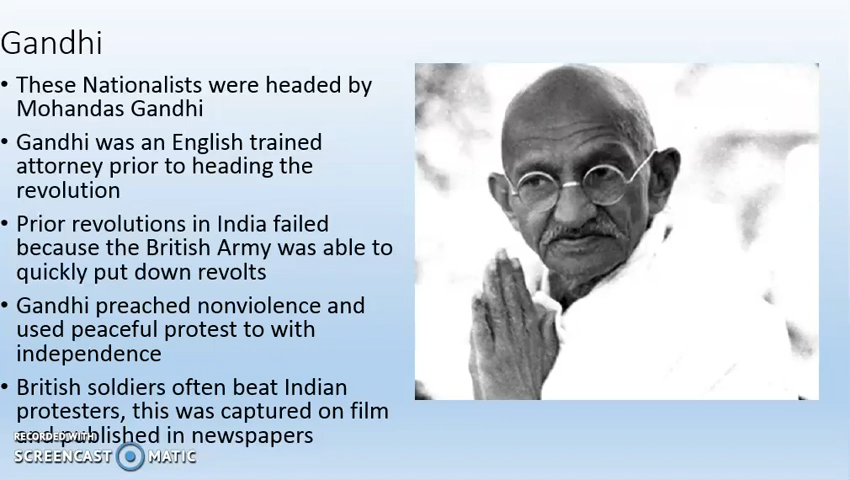 Gandhi
• These Nationalists were headed by
Mohandas Gandhi
• Gandhi was an English trained
attorney prior to heading the
revolution
• Prior revolutions in India failed
because the British Army was able to
quickly put down revolts
• Gandhi preached nonviolence and
used peaceful protest to with
independence
• British soldiers often beat Indian
protesters, this was captured on film
and published in newspapers
RECORDED WITH
SCREENCAST MATIC